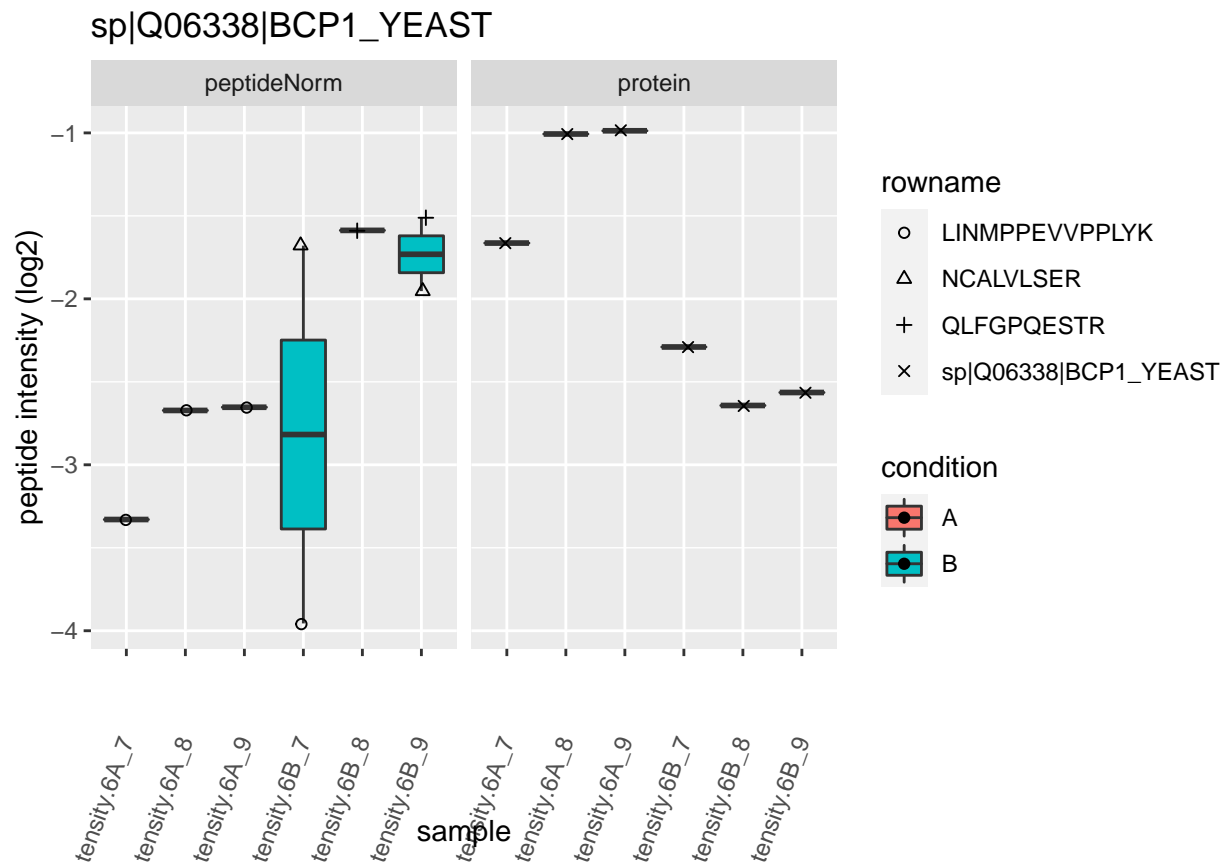 sp|Q06338|BCP1_YEAST
peptideNorm
protein
peptide intensity (log2)
−1
−2
−3
−4
tensity.6A_7
tensity.6A_8
tensity.6A_9
tensity.6B_7
tensity.6B_8
tensity.6B_9
tensity.6A_7
tensity.6A_8
tensity.6A_9
tensity.6B_7
tensity.6B_8
tensity.6B_9
sample
rowname
LINMPPEVVPPLYK
NCALVLSER
QLFGPQESTR
sp|Q06338|BCP1_YEAST
condition
A
B